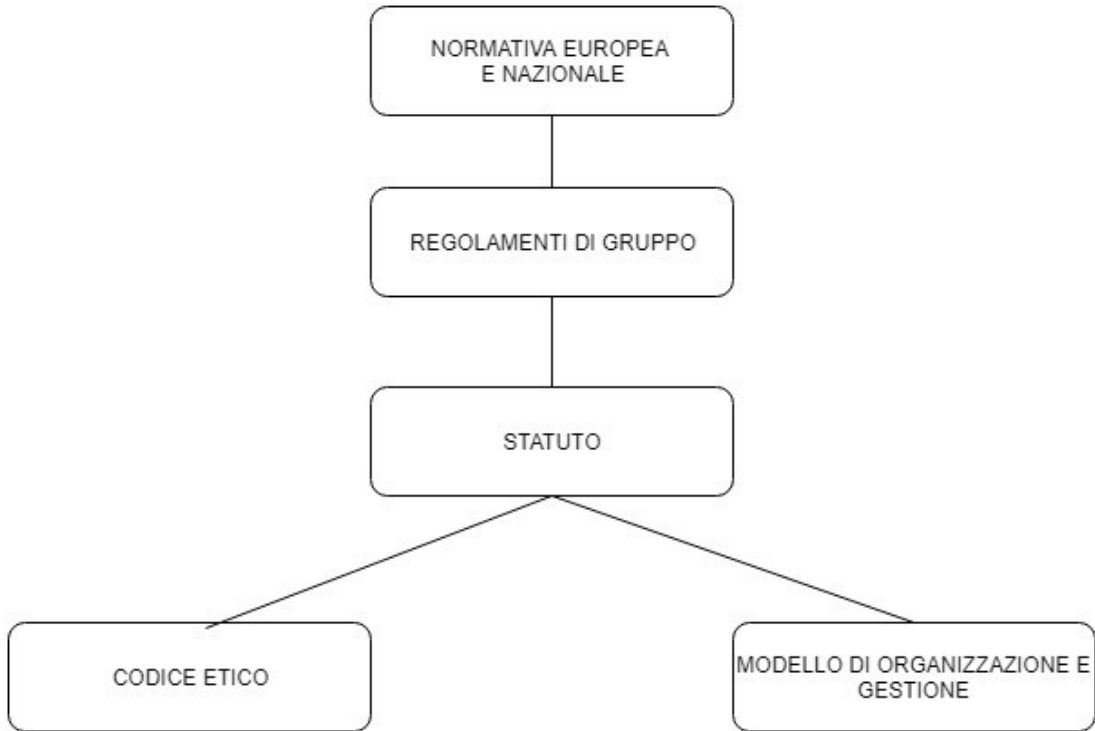 NORMATIVA EUROPEA
E NAZIONALE
REGOLAMENTI DI GRUPPO
STATUTO
CODICE ETICO
MODELLO DI ORGANIZZAZIONE E
GESTIONE